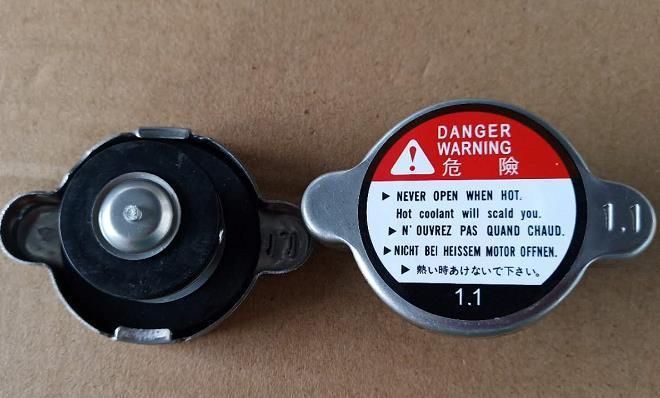 DANGER
WARNING
危 險
▶ NEVER OPEN WHEN HOT.
Hot coolant will scald you.
▶ N' OUVREZ PAS QUAND CHAUD.
▶ NICHT BEI HEISSEM MOTOR OFFNEN.
▶ 熱い時あけないで下さい。
1.1
1.1